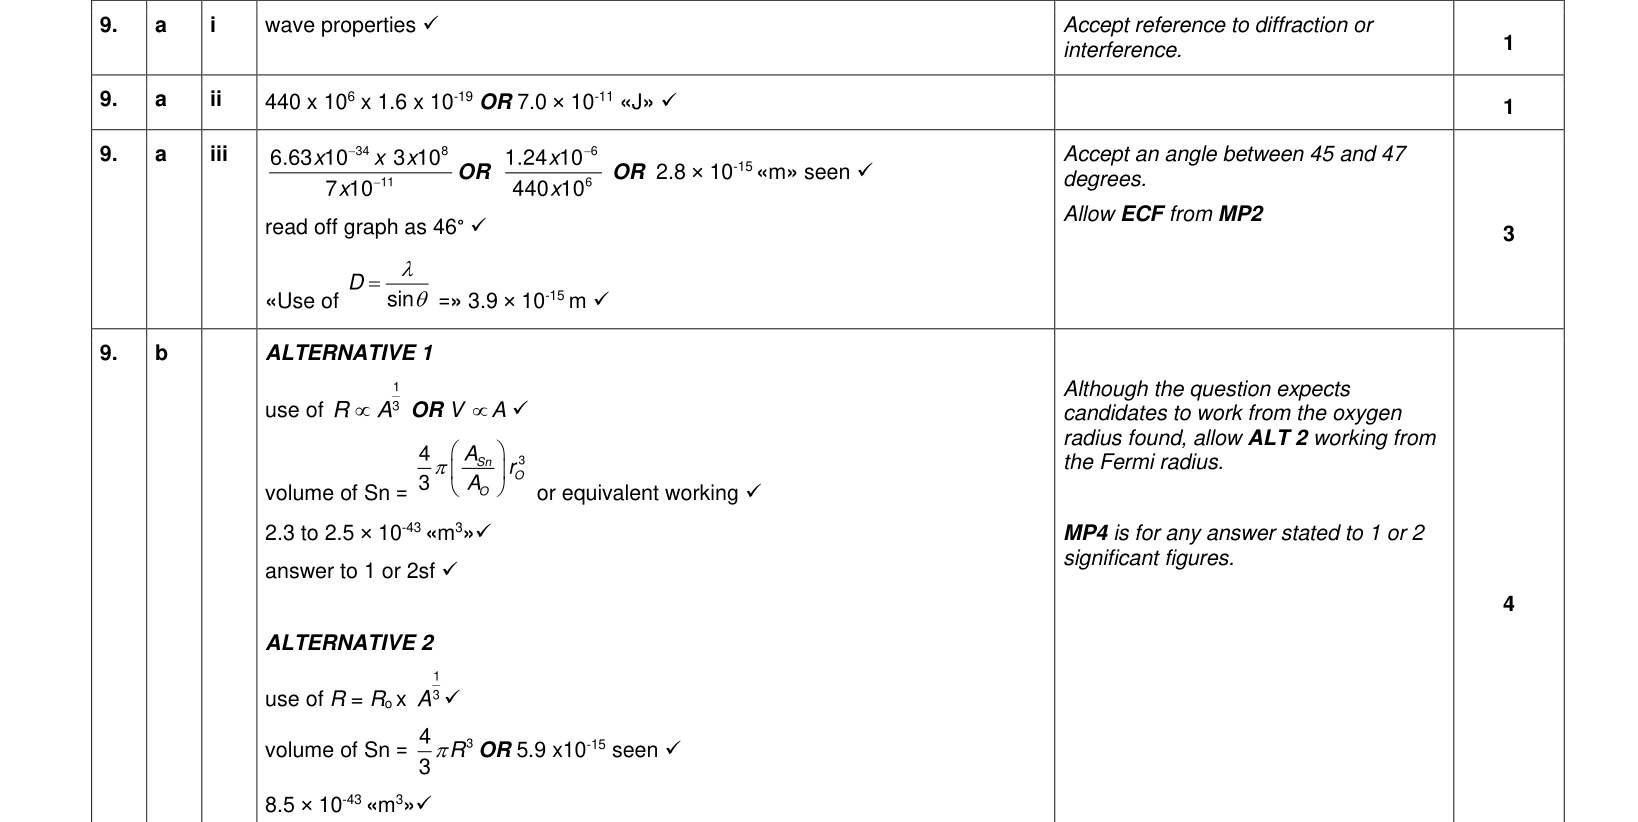 9. a i wave properties ✓ Accept reference to diffraction or
interference. 1
9. a ii 440 x 10⁶ x 1.6 x 10⁻¹⁹ OR 7.0 × 10⁻¹¹ «J» ✓ 1
9. a iii (6.63x10⁻³⁴ x 3x10⁸)/(7x10⁻¹¹) OR (1.24x10⁻⁶)/(440x10⁶) OR 2.8 × 10⁻¹⁵ «m» seen ✓ Accept an angle between 45 and 47
degrees.
read off graph as 46° ✓ Allow ECF from MP2
3
«Use of D = λ/sinθ =» 3.9 × 10⁻¹⁵ m ✓
9. b ALTERNATIVE 1
use of R ∝ A^(1/3) OR V ∝ A ✓ Although the question expects
candidates to work from the oxygen
radius found, allow ALT 2 working from
the Fermi radius.
volume of Sn = 4/3 π (A_Sn/A_O) r_O³ or equivalent working ✓
2.3 to 2.5 × 10⁻⁴³ «m³»✓ MP4 is for any answer stated to 1 or 2
significant figures.
answer to 1 or 2sf ✓
4
ALTERNATIVE 2
use of R = R₀ x A^(1/3) ✓
volume of Sn = 4/3 πR³ OR 5.9 x10⁻¹⁵ seen ✓
8.5 × 10⁻⁴³ «m³»✓